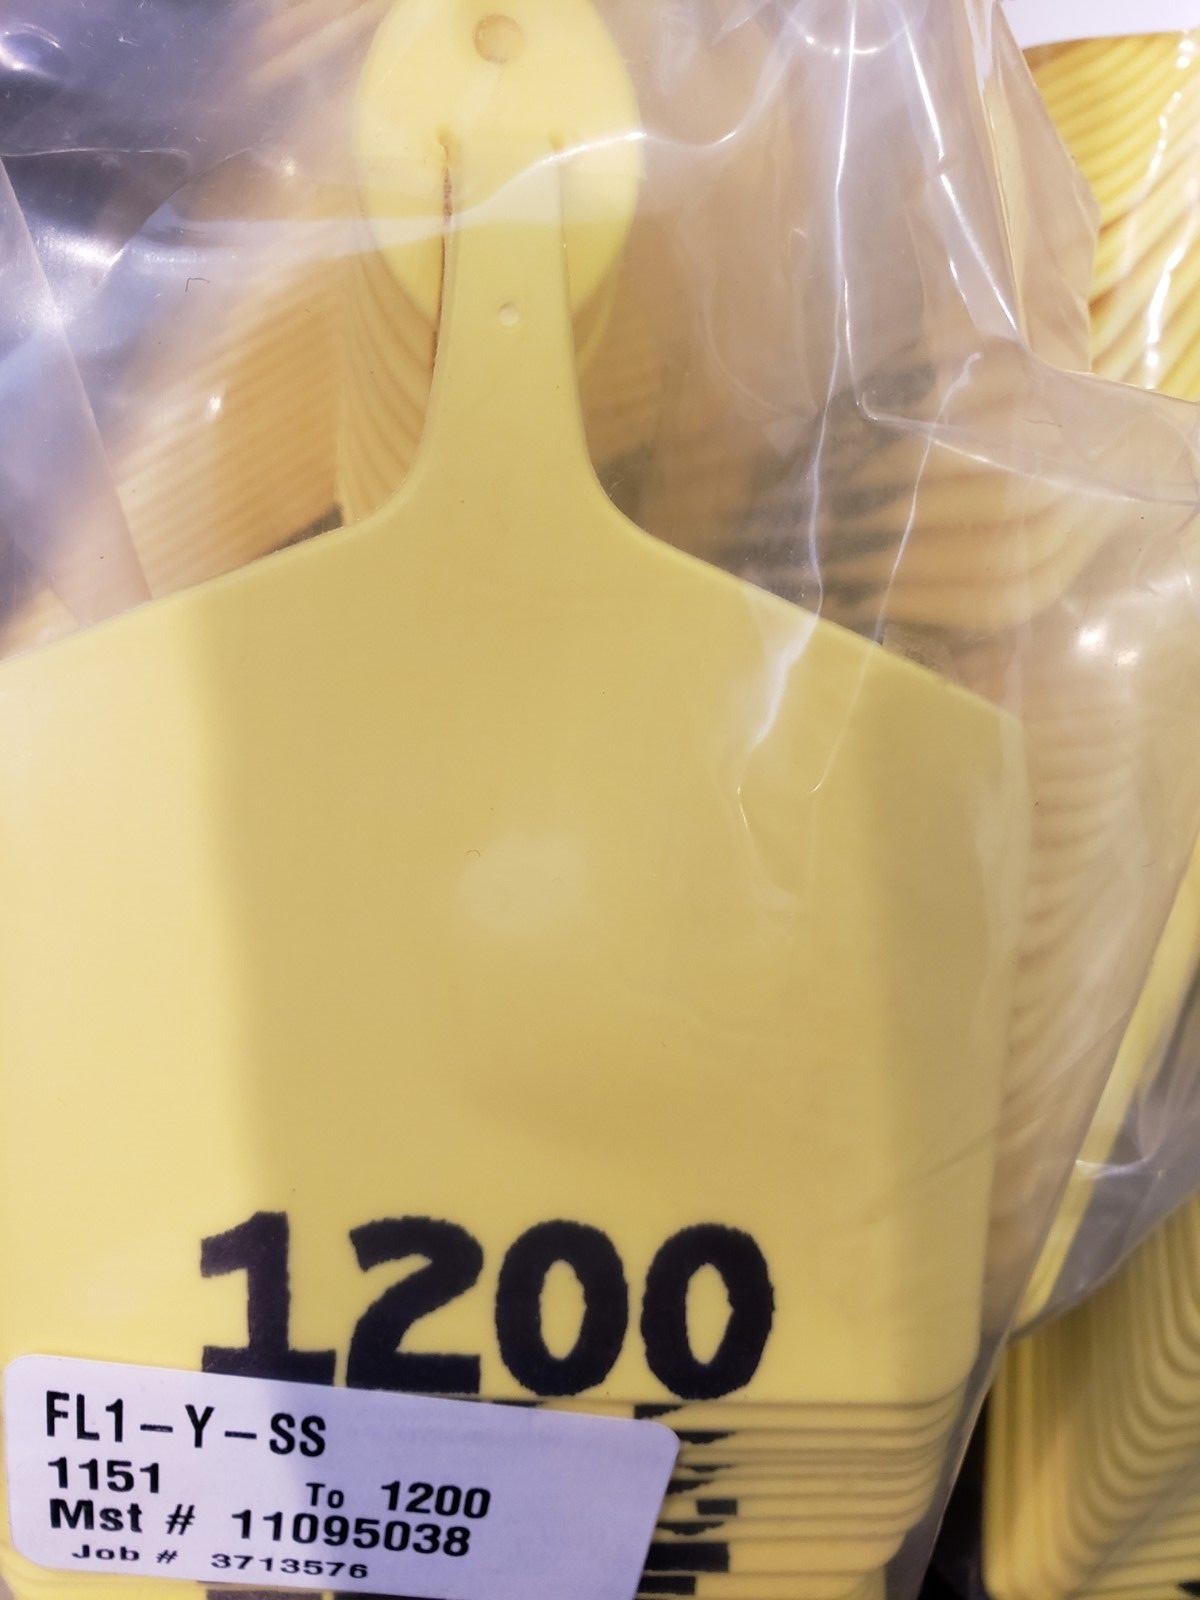 1200
FL1-Y-SS
1151 To 1200
Mst # 11095038
Job # 3713576